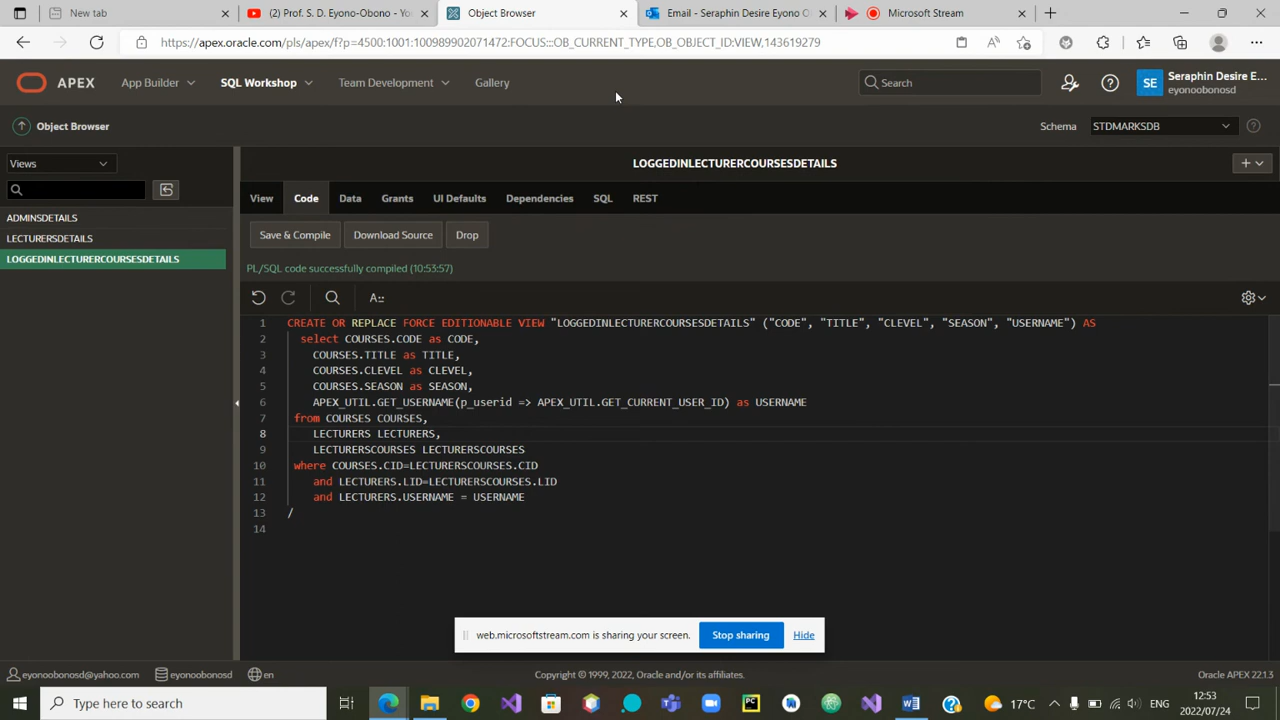 New tab
(2) Prof. S. D. Eyono-Obono - Yo
Object Browser
Email - Seraphin Desire Eyono O
Microsoft Stream
https://apex.oracle.com/pls/apex/f?p=4500:1001:100989902071472:FOCUS:::OB_CURRENT_TYPE,OB_OBJECT_ID:VIEW,143619279
APEX
App Builder
SQL Workshop
Team Development
Gallery
Search
SE
Seraphin Desire E...
eyonoobonosd
Object Browser
Schema
STDMARKSDB
Views
LOGGEDINLECTURERCOURSESDETAILS
View
Code
Data
Grants
UI Defaults
Dependencies
SQL
REST
ADMINSDETAILS
LECTURERSDETAILS
LOGGEDINLECTURERCOURSESDETAILS
Save & Compile
Download Source
Drop
PL/SQL code successfully compiled (10:53:57)
A::
1 CREATE OR REPLACE FORCE EDITIONABLE VIEW "LOGGEDINLECTURERCOURSESDETAILS" ("CODE", "TITLE", "CLEVEL", "SEASON", "USERNAME") AS
2 select COURSES.CODE as CODE,
3 COURSES.TITLE as TITLE,
4 COURSES.CLEVEL as CLEVEL,
5 COURSES.SEASON as SEASON,
6 APEX_UTIL.GET_USERNAME(p_userid => APEX_UTIL.GET_CURRENT_USER_ID) as USERNAME
7 from COURSES COURSES,
8 LECTURERS LECTURERS,
9 LECTURERSCOURSES LECTURERSCOURSES
10 where COURSES.CID=LECTURERSCOURSES.CID
11 and LECTURERS.LID=LECTURERSCOURSES.LID
12 and LECTURERS.USERNAME = USERNAME
13 /
14
web.microsoftstream.com is sharing your screen.
Stop sharing
Hide
eyonoobonosd@yahoo.com
eyonoobonosd
en
Copyright © 1999, 2022, Oracle and/or its affiliates.
Oracle APEX 22.1.3
Type here to search
17°C
ENG
12:53
2022/07/24